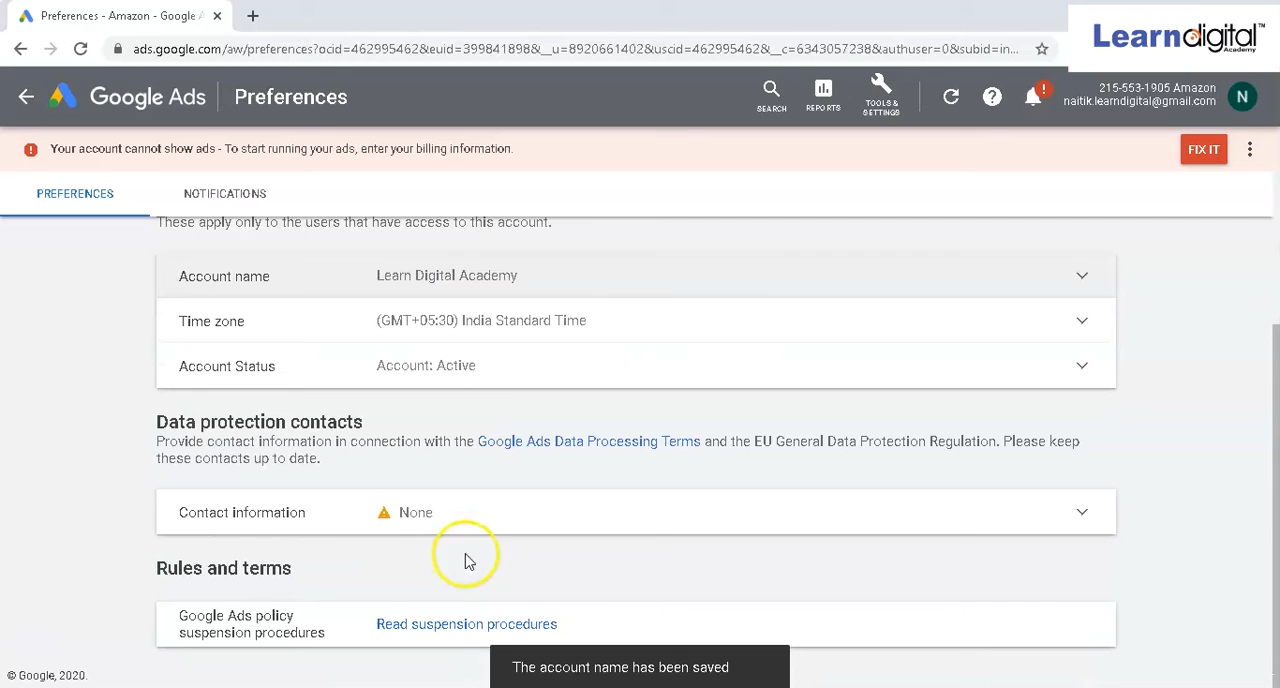 Preferences - Amazon - Google A
ads.google.com/aw/preferences?ocid=462995462&euid=399841898&__u=8920661402&uscid=462995462&__c=6343057238&authuser=0&subid=in...
Learndigital™
Academy
Google Ads
Preferences
SEARCH
REPORTS
TOOLS &
SETTINGS
215-553-1905 Amazon
naitik.learndigital@gmail.com
N
Your account cannot show ads - To start running your ads, enter your billing information.
FIX IT
PREFERENCES
NOTIFICATIONS
These apply only to the users that have access to this account.
Account name
Learn Digital Academy
Time zone
(GMT+05:30) India Standard Time
Account Status
Account: Active
Data protection contacts
Provide contact information in connection with the Google Ads Data Processing Terms and the EU General Data Protection Regulation. Please keep
these contacts up to date.
Contact information
None
Rules and terms
Google Ads policy
suspension procedures
Read suspension procedures
The account name has been saved
© Google, 2020.